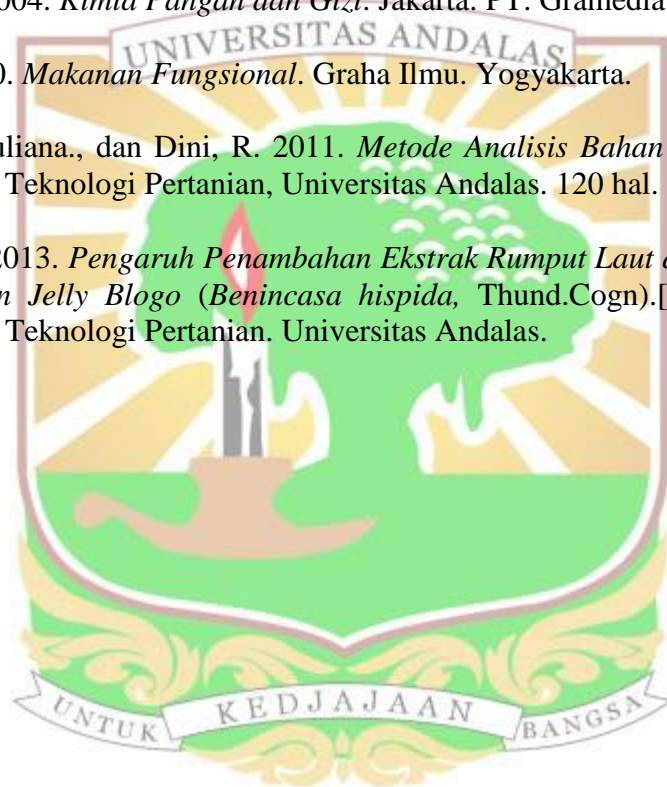 004. Kimia Pangan dan Gizi. Jakarta. PT. Gramedia
UNIVERSITAS ANDALAS
0. Makanan Fungsional. Graha Ilmu. Yogyakarta.
uliana., dan Dini, R. 2011. Metode Analisis Bahan
Teknologi Pertanian, Universitas Andalas. 120 hal.
2013. Pengaruh Penambahan Ekstrak Rumput Laut
n Jelly Blogo (Benincasa hispida, Thund.Cogn).[
Teknologi Pertanian. Universitas Andalas.
UNTUK KEDJAJAAN BANGSA